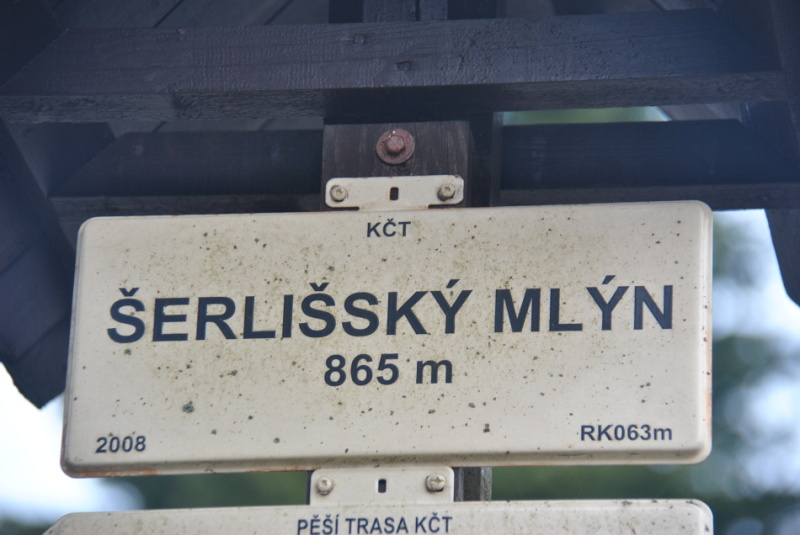 KČT
ŠERLIŠSKÝ MLÝN
865 m
2008 RK063m
PĚŠÍ TRASA KČT